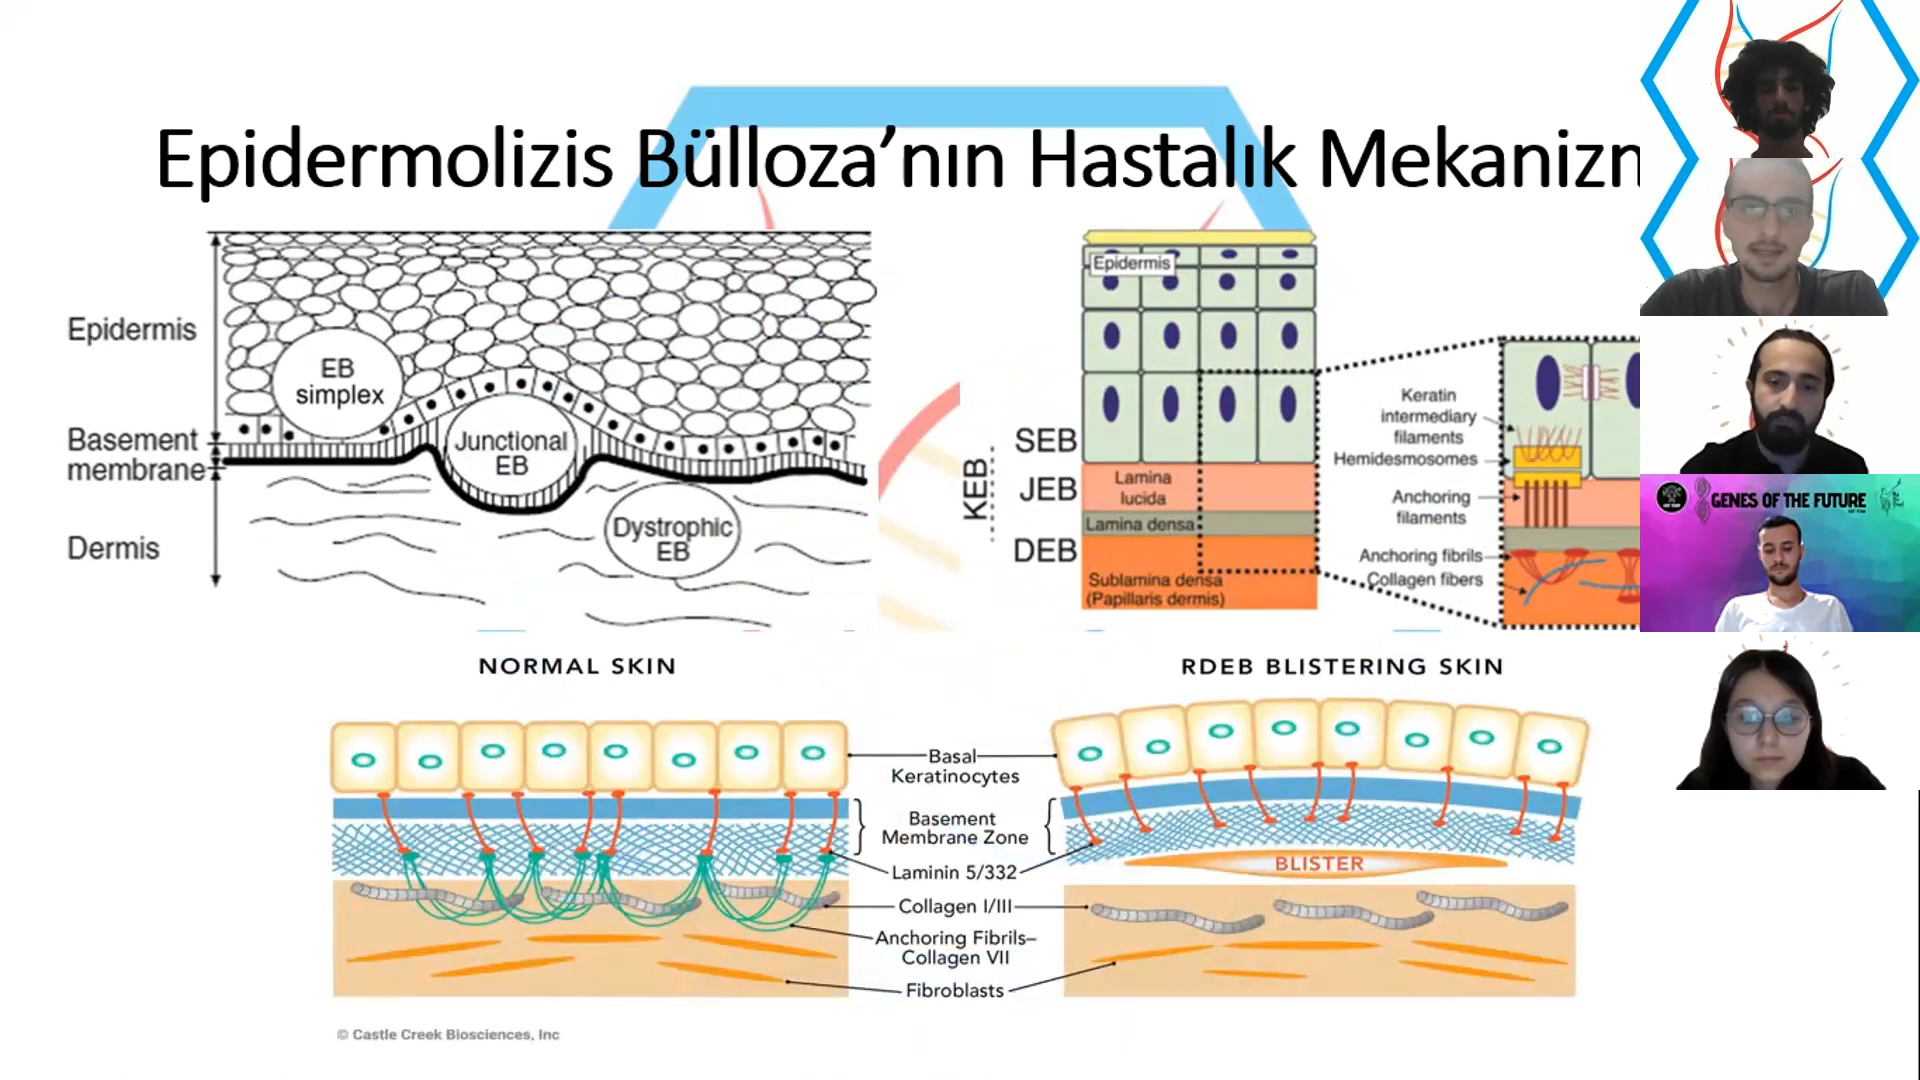 Epidermolizis Bülloza’nın Hastalık Mekanizm
Epidermis
Basement
membrane
Dermis
EB
simplex
Junctional
EB
Dystrophic
EB
Epidermis
SEB
JEB
DEB
KEB
Lamina
lucida
Lamina densa
Sublamina densa
(Papillaris dermis)
Keratin
intermediary
filaments
Hemidesmosomes
Anchoring
filaments
Anchoring fibrils
Collagen fibers
GENES OF THE FUTURE
NORMAL SKIN
RDEB BLISTERING SKIN
Basal
Keratinocytes
Basement
Membrane Zone
Laminin 5/332
Collagen I/III
Anchoring Fibrils–
Collagen VII
Fibroblasts
BLISTER
© Castle Creek Biosciences, Inc